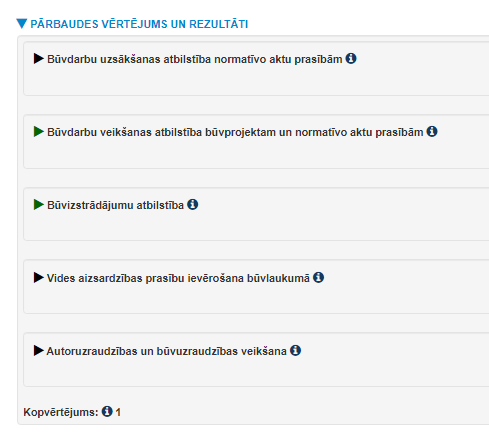 PĀRBAUDES VĒRTĒJUMS UN REZULTĀTI
Būvdarbu uzsākšanas atbilstība normatīvo aktu prasībām
Būvdarbu veikšanas atbilstība būvprojektam un normatīvo aktu prasībām
Būvizstrādājumu atbilstība
Vides aizsardzības prasību ievērošana būvlaukumā
Autoruzraudzības un būvuzraudzības veikšana
Kopvērtējums: 1